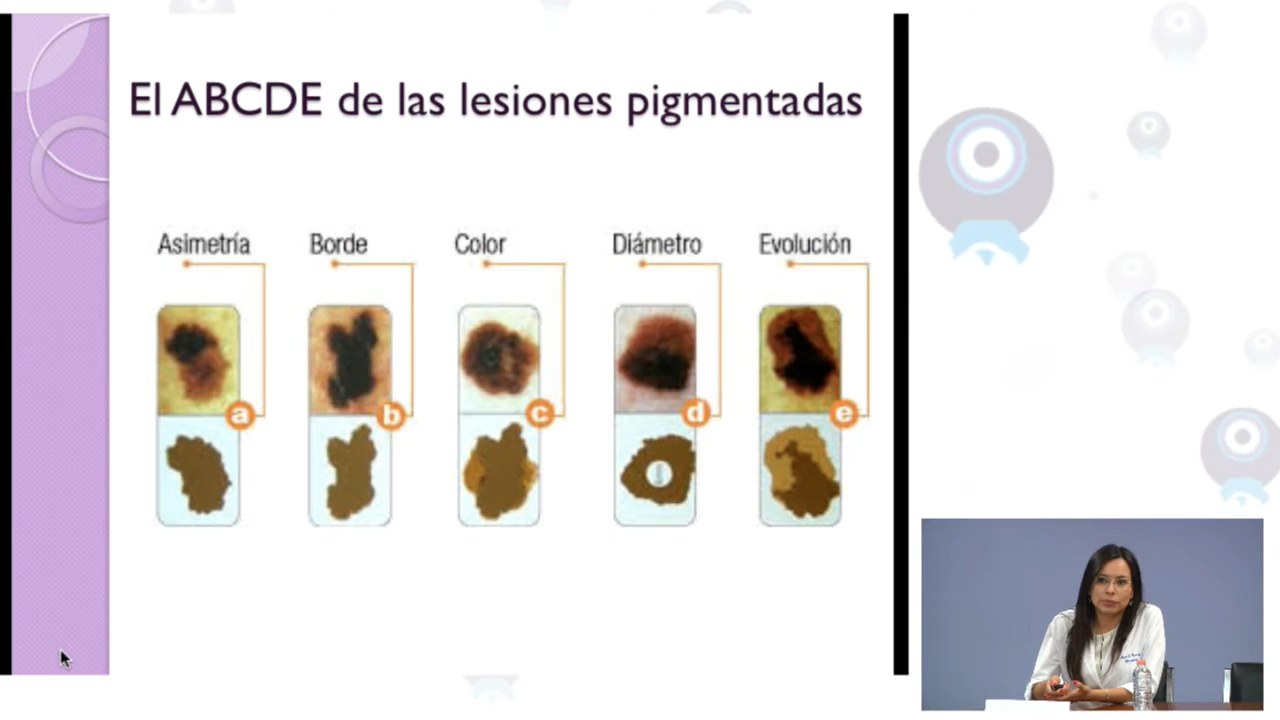 El ABCDE de las lesiones pigmentadas
Asimetría Borde Color Diámetro Evolución
a b c d e